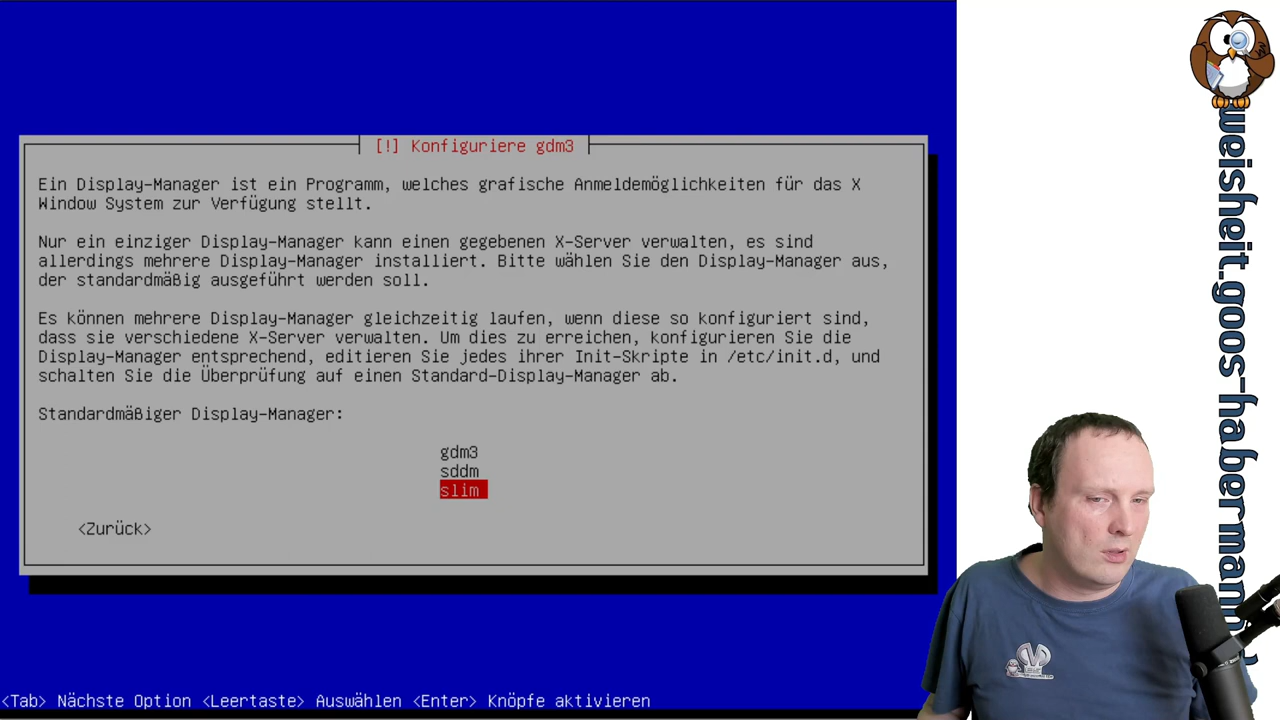 [!] Konfiguriere gdm3
Ein Display-Manager ist ein Programm, welches grafische Anmeldemöglichkeiten für das X
Window System zur Verfügung stellt.
Nur ein einziger Display-Manager kann einen gegebenen X-Server verwalten, es sind
allerdings mehrere Display-Manager installiert. Bitte wählen Sie den Display-Manager aus,
der standardmäßig ausgeführt werden soll.
Es können mehrere Display-Manager gleichzeitig laufen, wenn diese so konfiguriert sind,
dass sie verschiedene X-Server verwalten. Um dies zu erreichen, konfigurieren Sie die
Display-Manager entsprechend, editieren Sie jedes ihrer Init-Skripte in /etc/init.d, und
schalten Sie die Überprüfung auf einen Standard-Display-Manager ab.
Standardmäßiger Display-Manager:
gdm3
sddm
slim
<Zurück>
<Tab> Nächste Option <Leertaste> Auswählen <Enter> Knöpfe aktivieren